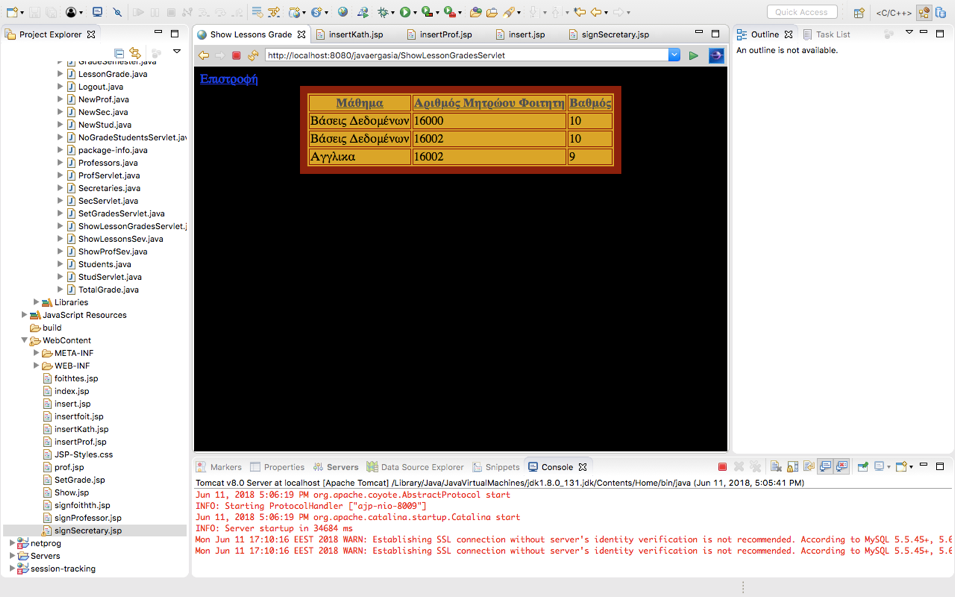 Quick Access
<C/C++>
Project Explorer
Show Lessons Grade
insertKath.jsp
insertProf.jsp
insert.jsp
signSecretary.jsp
Outline
Task List
http://localhost:8080/javaergasia/ShowLessonGradesServlet
An outline is not available.
GradeSemester.java
LessonGrade.java
Logout.java
NewProf.java
NewSec.java
NewStud.java
NoGradeStudentsServlet.jav
package-info.java
Professors.java
ProfServlet.java
Secretaries.java
SecServlet.java
SetGradesServlet.java
ShowLessonGradesServlet.j
ShowLessonsSev.java
ShowProfSev.java
Students.java
StudServlet.java
TotalGrade.java
Libraries
JavaScript Resources
build
WebContent
META-INF
WEB-INF
foithtes.jsp
index.jsp
insert.jsp
insertfoit.jsp
insertKath.jsp
insertProf.jsp
JSP-Styles.css
prof.jsp
SetGrade.jsp
Show.jsp
signfoithth.jsp
signProfessor.jsp
signSecretary.jsp
netprog
Servers
session-tracking
Επιστροφή
Μάθημα Αριθμός Μητρώου Φοιτητη Βαθμός
Βάσεις Δεδομένων 16000 10
Βάσεις Δεδομένων 16002 10
Αγγλικα 16002 9
Markers
Properties
Servers
Data Source Explorer
Snippets
Console
Tomcat v8.0 Server at localhost [Apache Tomcat] /Library/Java/JavaVirtualMachines/jdk1.8.0_131.jdk/Contents/Home/bin/java (Jun 11, 2018, 5:05:41 PM)
Jun 11, 2018 5:06:19 PM org.apache.coyote.AbstractProtocol start
INFO: Starting ProtocolHandler ["ajp-nio-8009"]
Jun 11, 2018 5:06:19 PM org.apache.catalina.startup.Catalina start
INFO: Server startup in 34684 ms
Mon Jun 11 17:10:16 EEST 2018 WARN: Establishing SSL connection without server's identity verification is not recommended. According to MySQL 5.5.45+, 5.6
Mon Jun 11 17:10:16 EEST 2018 WARN: Establishing SSL connection without server's identity verification is not recommended. According to MySQL 5.5.45+, 5.6